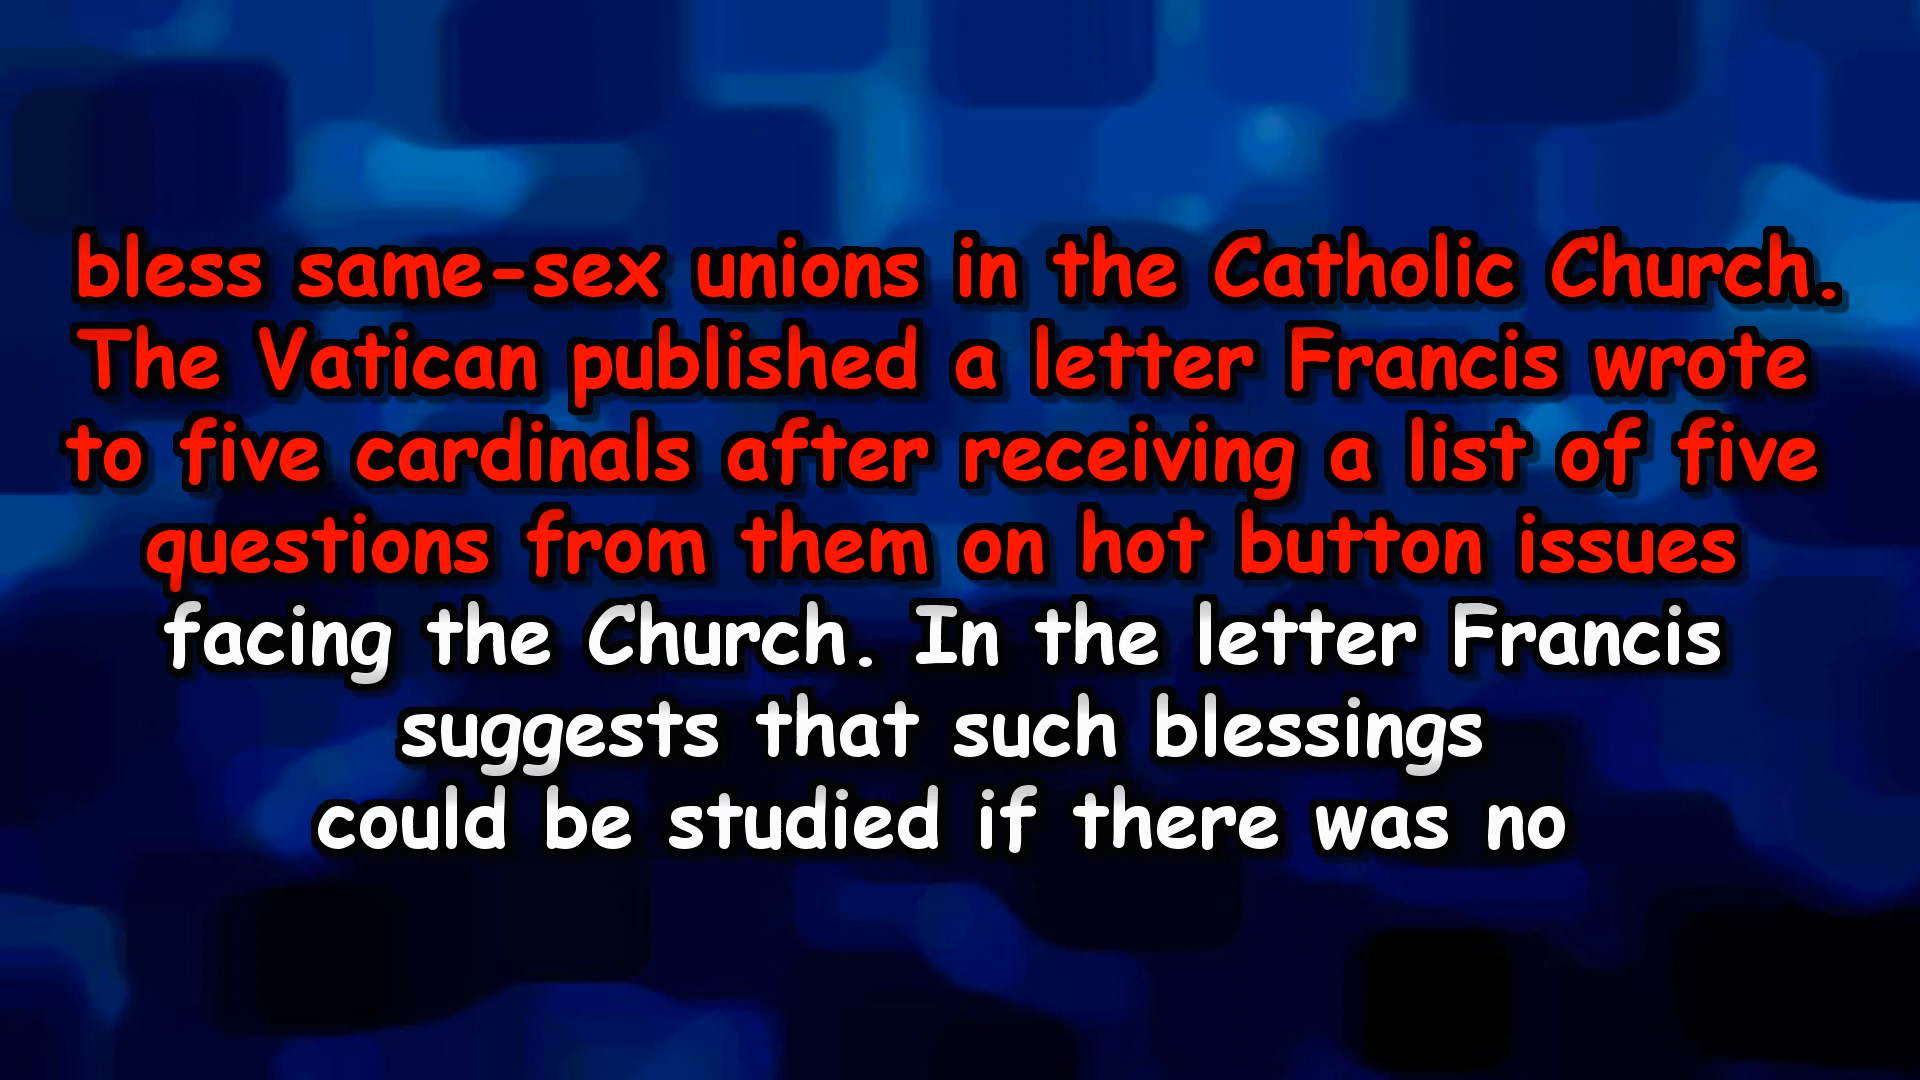 bless same-sex unions in the Catholic Church.
The Vatican published a letter Francis wrote
to five cardinals after receiving a list of five
questions from them on hot button issues
facing the Church. In the letter Francis
suggests that such blessings
could be studied if there was no